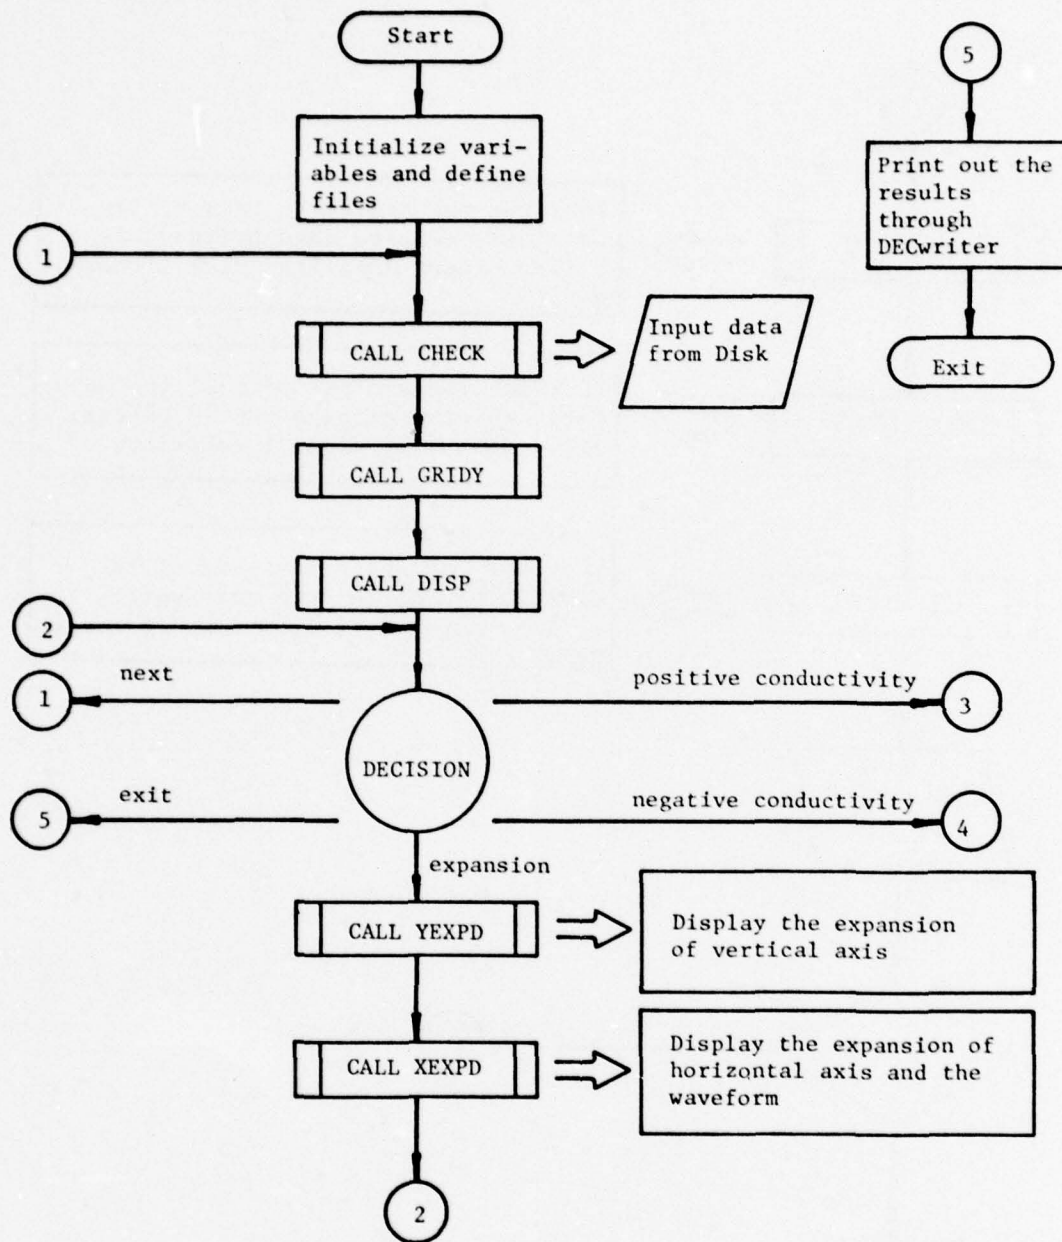 Start
Initialize vari-
ables and define
files
1
CALL CHECK
Input data
from Disk
CALL GRIDY
CALL DISP
2
next
1
positive conductivity
3
DECISION
exit
5
negative conductivity
4
expansion
CALL YEXPD
Display the expansion
of vertical axis
CALL XEXPD
Display the expansion of
horizontal axis and the
waveform
2
5
Print out the
results
through
DECwriter
Exit